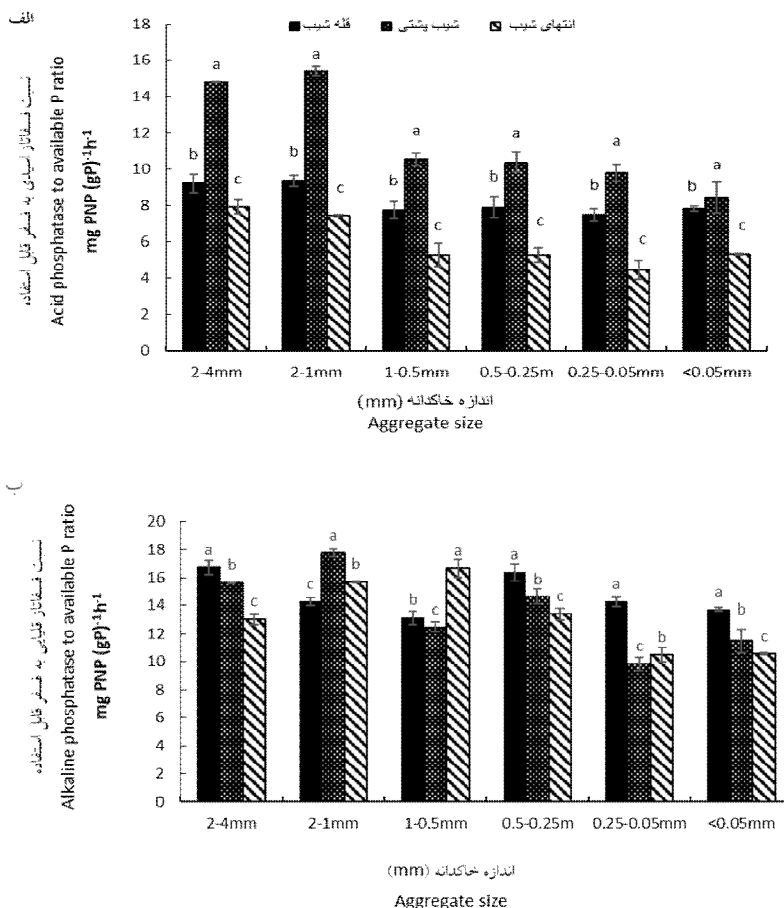 الف
قله شیب
شیب پشتی
انتهای شیب
نسبت فسفاتاز اسیدی به فسفر قابل استفاده
Acid phosphatase to available P ratio
mg PNP (gP)-1h-1
18
16
14
12
10
8
6
4
2
0
b a c
b a c
b a c
b a c
b a c
b a c
2-4mm 2-1mm 1-0.5mm 0.5-0.25m 0.25-0.05mm <0.05mm
اندازه خاکدانه (mm)
Aggregate size
ب
نسبت فسفاتاز قلیایی به فسفر قابل استفاده
Alkaline phosphatase to available P ratio
mg PNP (gP)-1h-1
20
18
16
14
12
10
8
6
4
2
0
a b c
c a b
b c a
a b c
a c b
a b c
2-4mm 2-1mm 1-0.5mm 0.5-0.25m 0.25-0.05mm <0.05mm
اندازه خاکدانه (mm)
Aggregate size